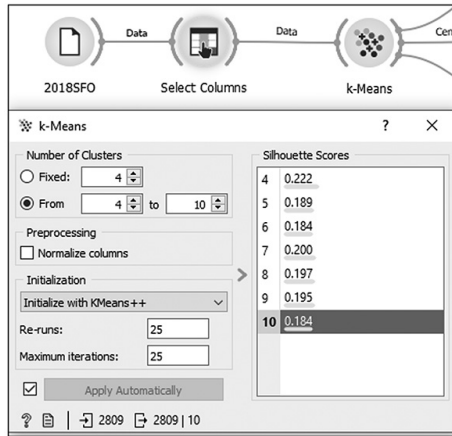 Data
Data
Cen
2018SFO
Select Columns
k-Means
k-Means
?
X
Number of Clusters
Fixed: 4
From 4 to 10
Preprocessing
Normalize columns
Initialization
Initialize with KMeans++
Re-runs: 25
Maximum iterations: 25
Apply Automatically
? | 2809 2809 | 10
Silhouette Scores
4 0.222
5 0.189
6 0.184
7 0.200
8 0.197
9 0.195
10 0.184